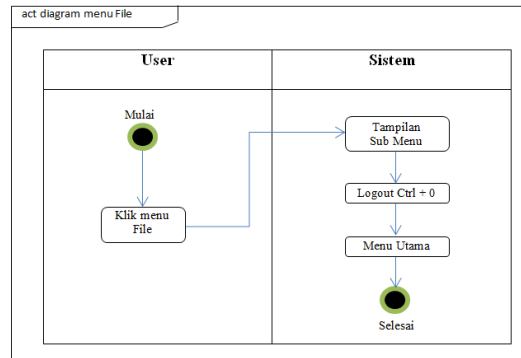 act diagram menu File
User
Sistem
Mulai
Klik menu
File
Tampilan
Sub Menu
Logout Ctrl + 0
Menu Utama
Selesai